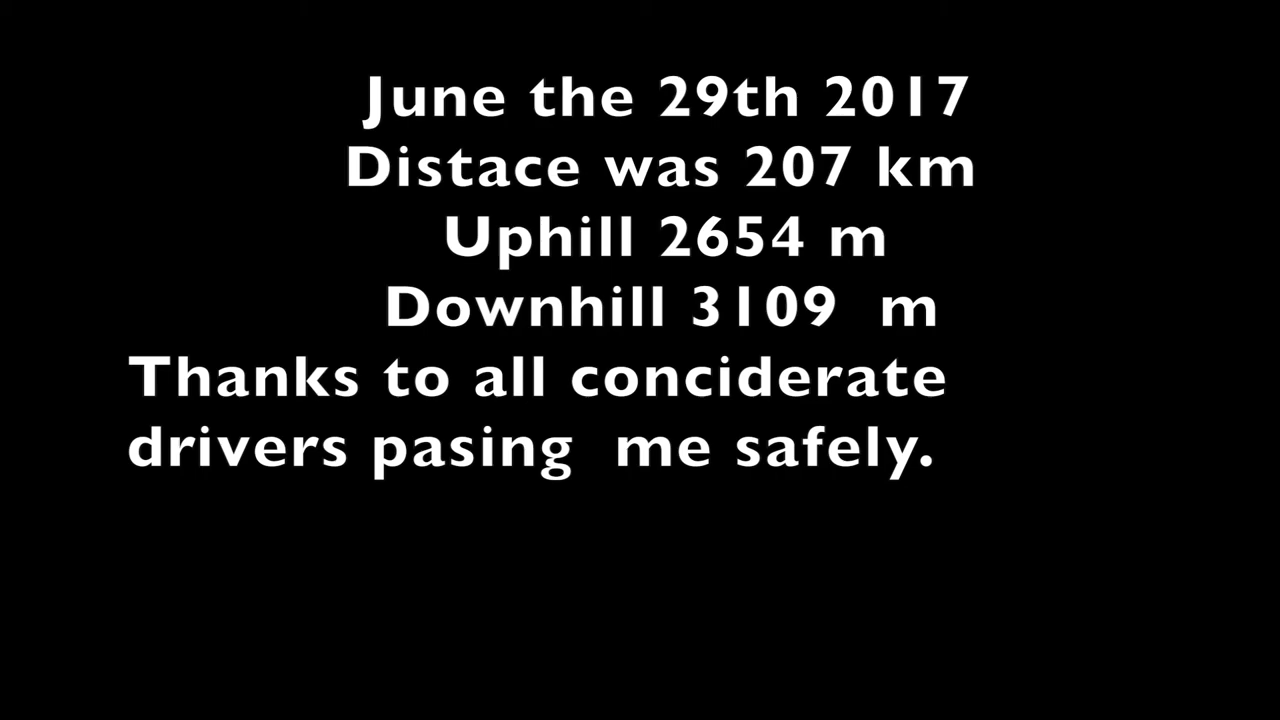 June the 29th 2017
Distace was 207 km
Uphill 2654 m
Downhill 3109 m
Thanks to all conciderate
drivers pasing me safely.